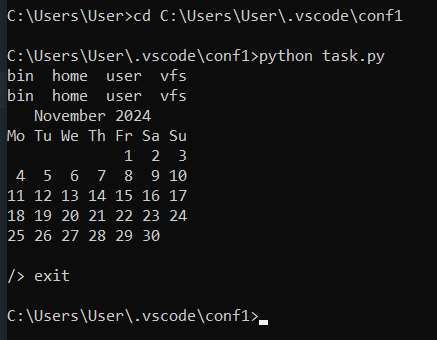 C:\Users\User>cd C:\Users\User\.vscode\conf1
C:\Users\User\.vscode\conf1>python task.py
bin  home  user  vfs
bin  home  user  vfs
   November 2024
Mo Tu We Th Fr Sa Su
             1  2  3
 4  5  6  7  8  9 10
11 12 13 14 15 16 17
18 19 20 21 22 23 24
25 26 27 28 29 30
/> exit
C:\Users\User\.vscode\conf1>